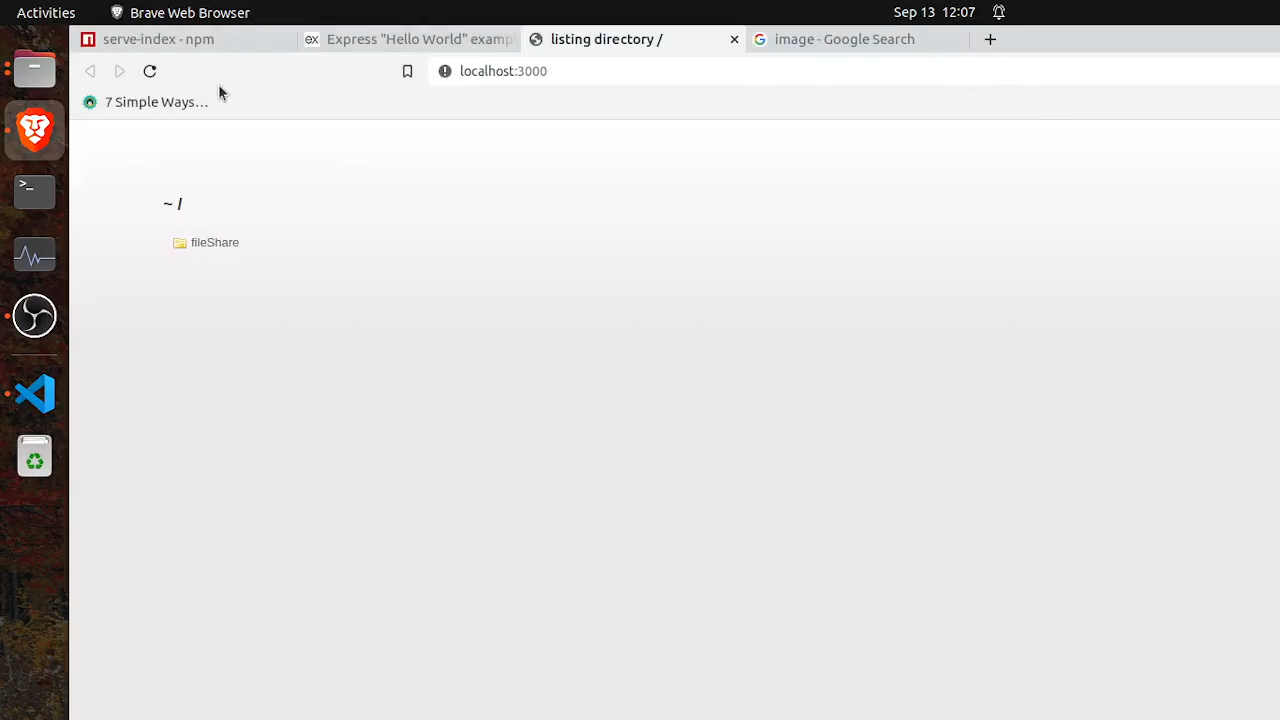 Activities Brave Web Browser Sep 13 12:07
serve-index - npm Express "Hello World" examp listing directory / image - Google Search
localhost:3000
7 Simple Ways…
~ /
fileShare